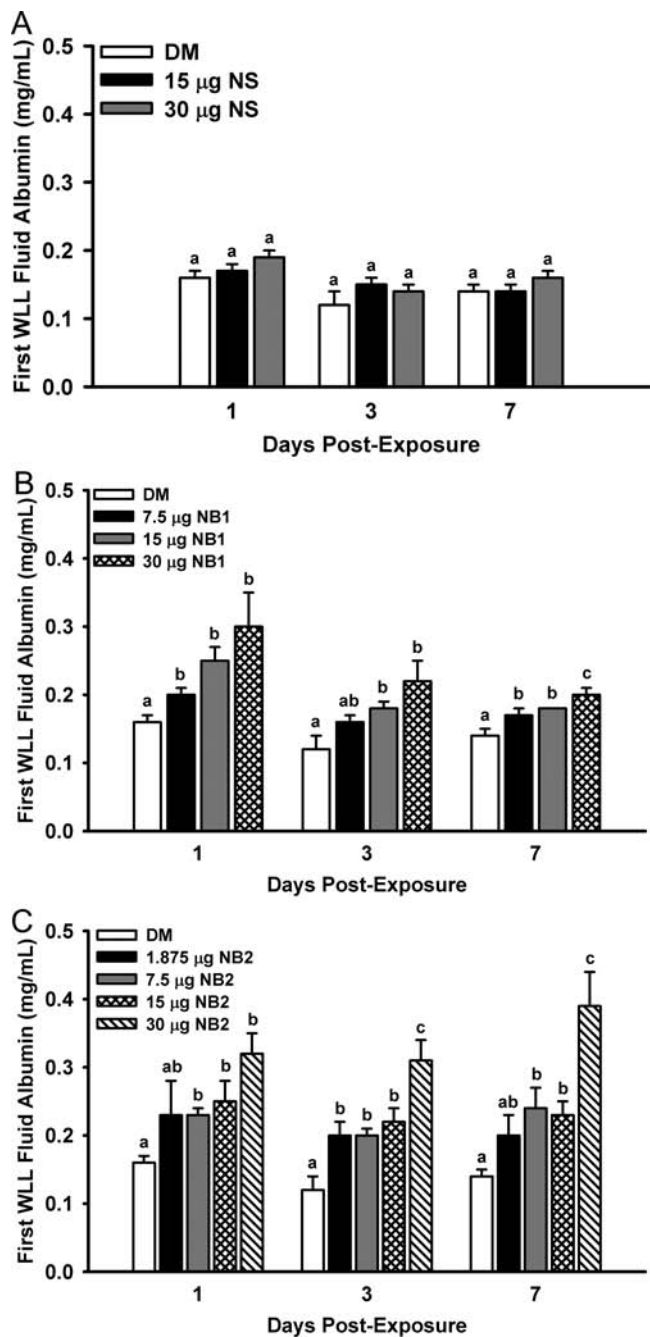 A
First WLL Fluid Albumin (mg/mL)
0.5
0.4
0.3
0.2
0.1
0.0
DM
15 μg NS
30 μg NS
a a a a a a a a a
1 3 7
Days Post-Exposure
B
First WLL Fluid Albumin (mg/mL)
0.5
0.4
0.3
0.2
0.1
0.0
DM
7.5 μg NB1
15 μg NB1
30 μg NB1
a b b b a ab b b a b b c
1 3 7
Days Post-Exposure
C
First WLL Fluid Albumin (mg/mL)
0.5
0.4
0.3
0.2
0.1
0.0
DM
1.875 μg NB2
7.5 μg NB2
15 μg NB2
30 μg NB2
a ab b b b a b b b c a ab b b c
1 3 7
Days Post-Exposure